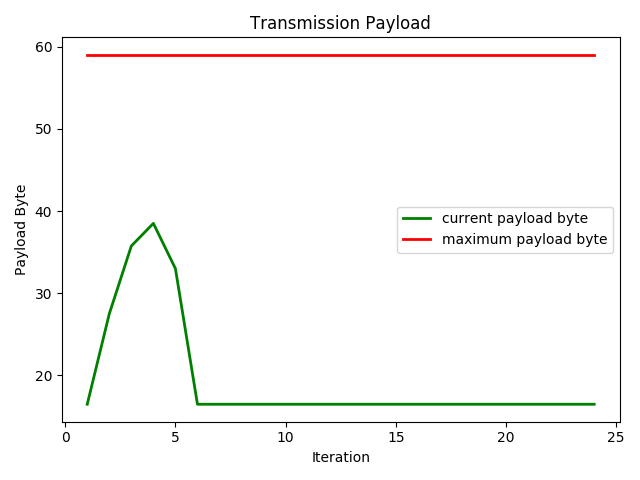 Transmission Payload
60
50
40
30
20
Payload Byte
current payload byte
maximum payload byte
0 5 10 15 20 25
Iteration